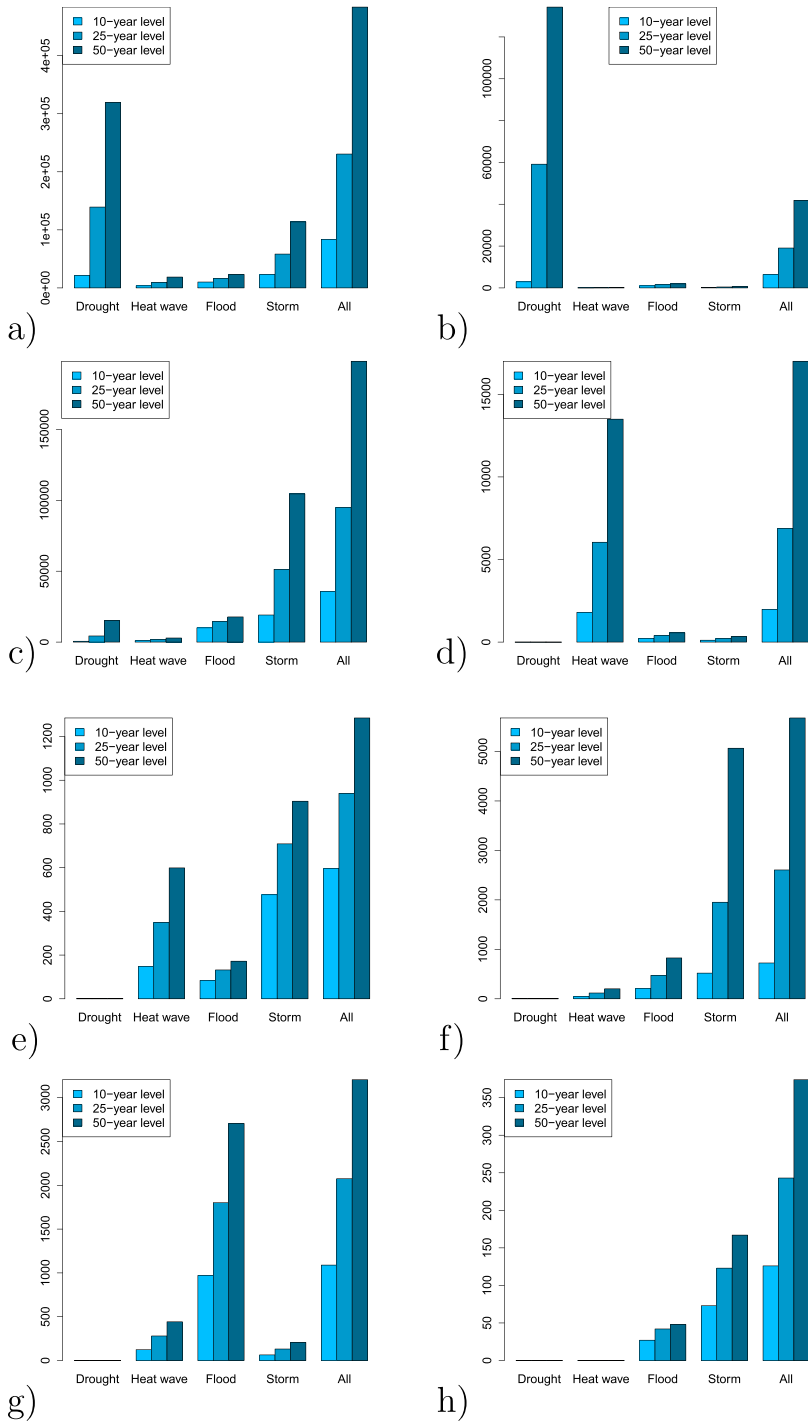 10−year level
25−year level
50−year level
4e+05
3e+05
2e+05
1e+05
0e+00
Drought Heat wave Flood Storm All
a)
10−year level
25−year level
50−year level
100000
60000
20000
0
Drought Heat wave Flood Storm All
b)
10−year level
25−year level
50−year level
150000
100000
50000
0
Drought Heat wave Flood Storm All
c)
10−year level
25−year level
50−year level
15000
10000
5000
0
Drought Heat wave Flood Storm All
d)
10−year level
25−year level
50−year level
1200
1000
800
600
400
200
0
Drought Heat wave Flood Storm All
e)
10−year level
25−year level
50−year level
5000
4000
3000
2000
1000
0
Drought Heat wave Flood Storm All
f)
10−year level
25−year level
50−year level
3000
2500
2000
1500
1000
500
0
Drought Heat wave Flood Storm All
g)
10−year level
25−year level
50−year level
350
300
250
200
150
100
50
0
Drought Heat wave Flood Storm All
h)